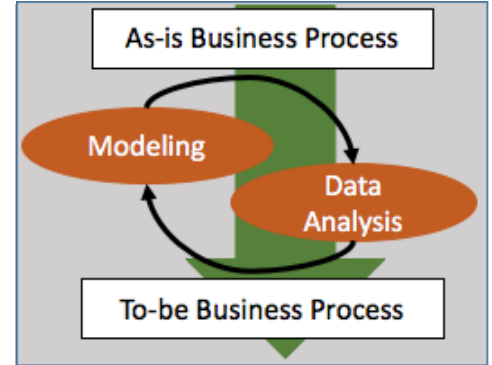 As-is Business Process
Modeling
Data
Analysis
To-be Business Process